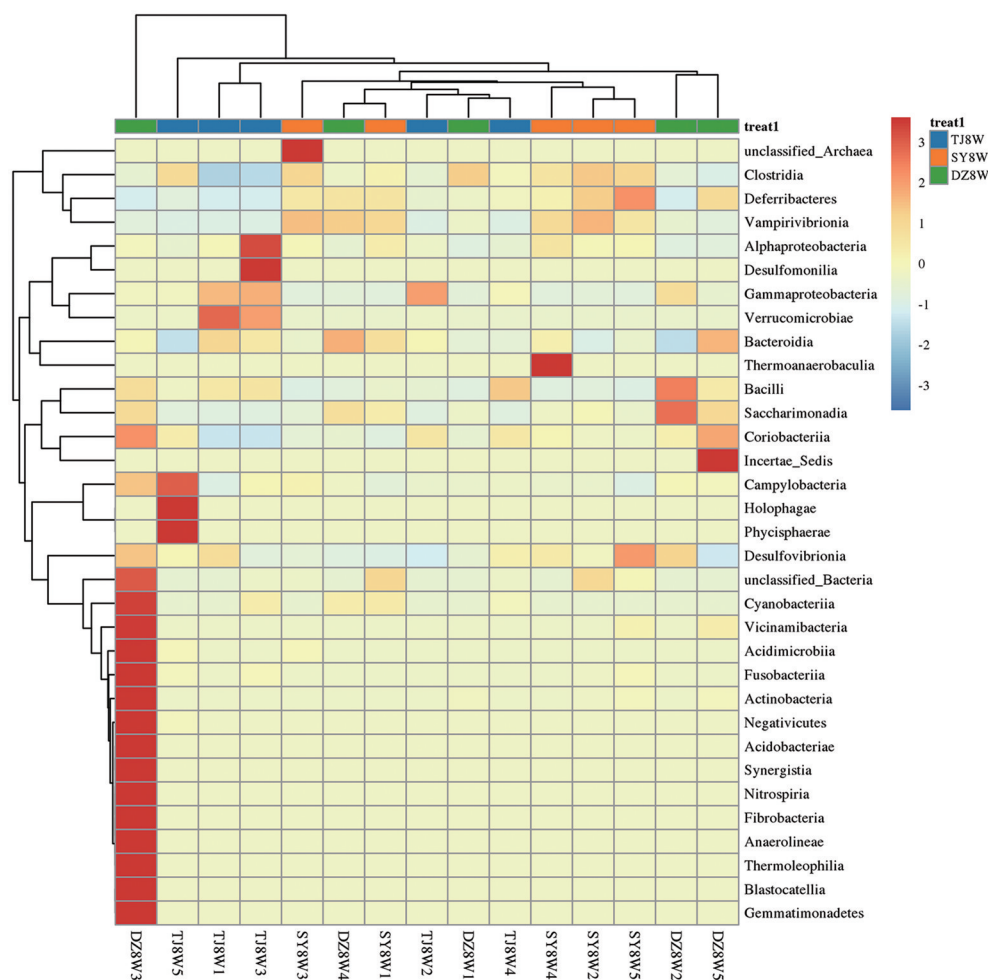 treat1
treat1
TJ8W
SY8W
DZ8W
3
2
1
0
-1
-2
-3
unclassified_Archaea
Clostridia
Deferribacteres
Vampirivibrionia
Alphaproteobacteria
Desulfomonilia
Gammaproteobacteria
Verrucomicrobiae
Bacteroidia
Thermoanaerobaculia
Bacilli
Saccharimonadia
Coriobacteriia
Incertae_Sedis
Campylobacteria
Holophagae
Phycisphaerae
Desulfovibrionia
unclassified_Bacteria
Cyanobacteriia
Vicinamibacteria
Acidimicrobiia
Fusobacteriia
Actinobacteria
Negativicutes
Acidobacteriae
Synergistia
Nitrospiria
Fibrobacteria
Anaerolineae
Thermoleophilia
Blastocatellia
Gemmatimonadetes
DZ8W3
TJ8W5
TJ8W1
TJ8W3
SY8W3
DZ8W4
SY8W1
TJ8W2
DZ8W1
TJ8W4
SY8W4
SY8W2
SY8W5
DZ8W2
DZ8W5